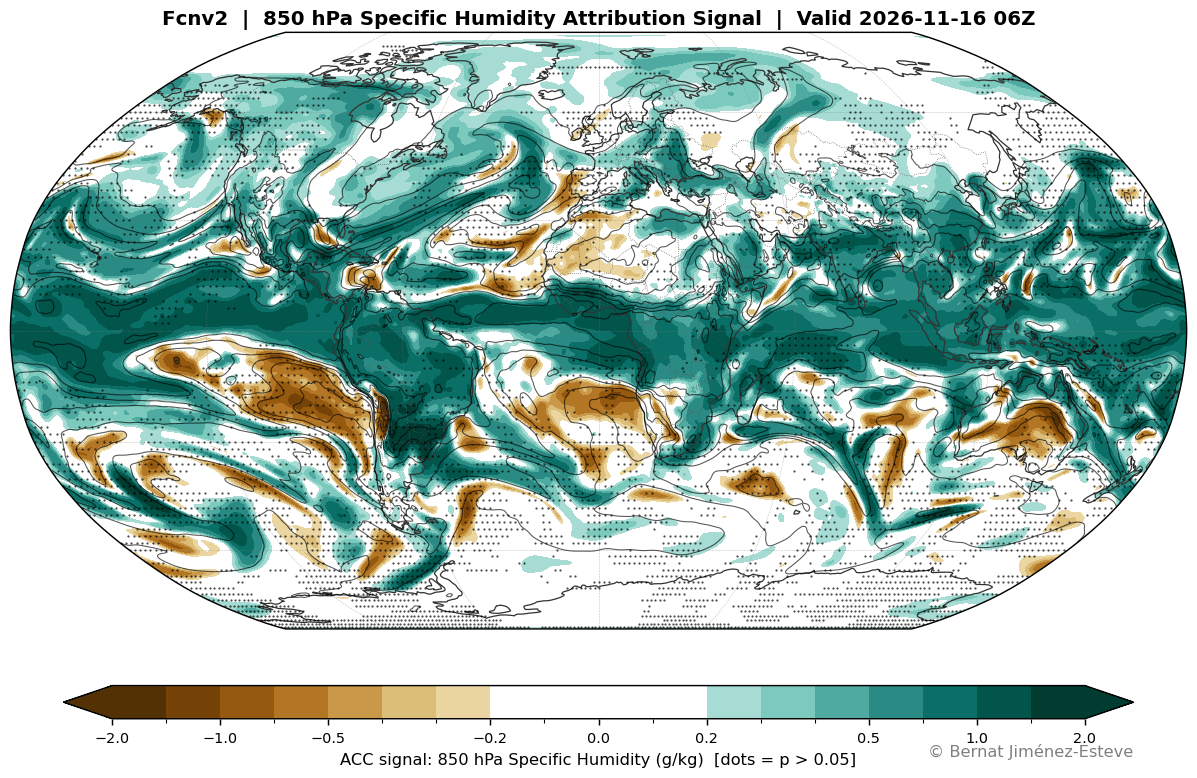 Fcnv2 | 850 hPa Specific Humidity Attribution Signal | Valid 2026-11-16 06Z
−2.0 −1.0 −0.5 −0.2 0.0 0.2 0.5 1.0 2.0
ACC signal: 850 hPa Specific Humidity (g/kg) [dots = p > 0.05]
© Bernat Jiménez-Esteve